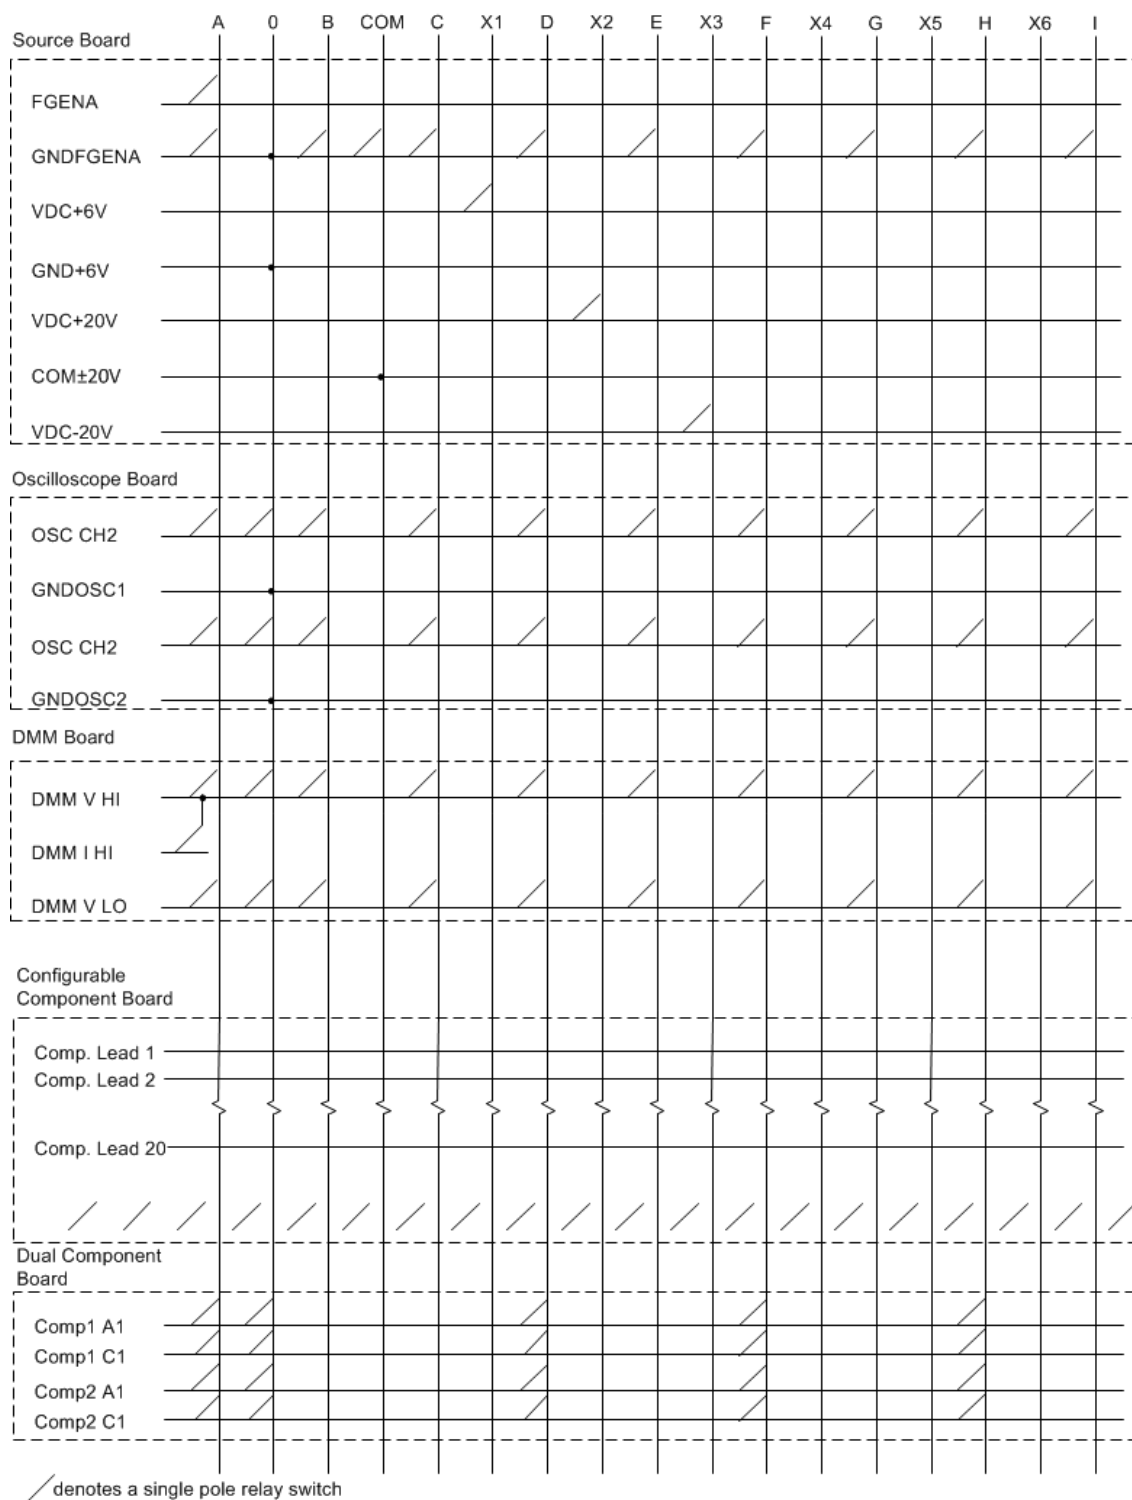 A 0 B COM C X1 D X2 E X3 F X4 G X5 H X6 I
Source Board
FGENA
GNDFGENA
VDC+6V
GND+6V
VDC+20V
COM±20V
VDC-20V
Oscilloscope Board
OSC CH2
GNDOSC1
OSC CH2
GNDOSC2
DMM Board
DMM V HI
DMM I HI
DMM V LO
Configurable
Component Board
Comp. Lead 1
Comp. Lead 2
Comp. Lead 20
Dual Component
Board
Comp1 A1
Comp1 C1
Comp2 A1
Comp2 C1
denotes a single pole relay switch